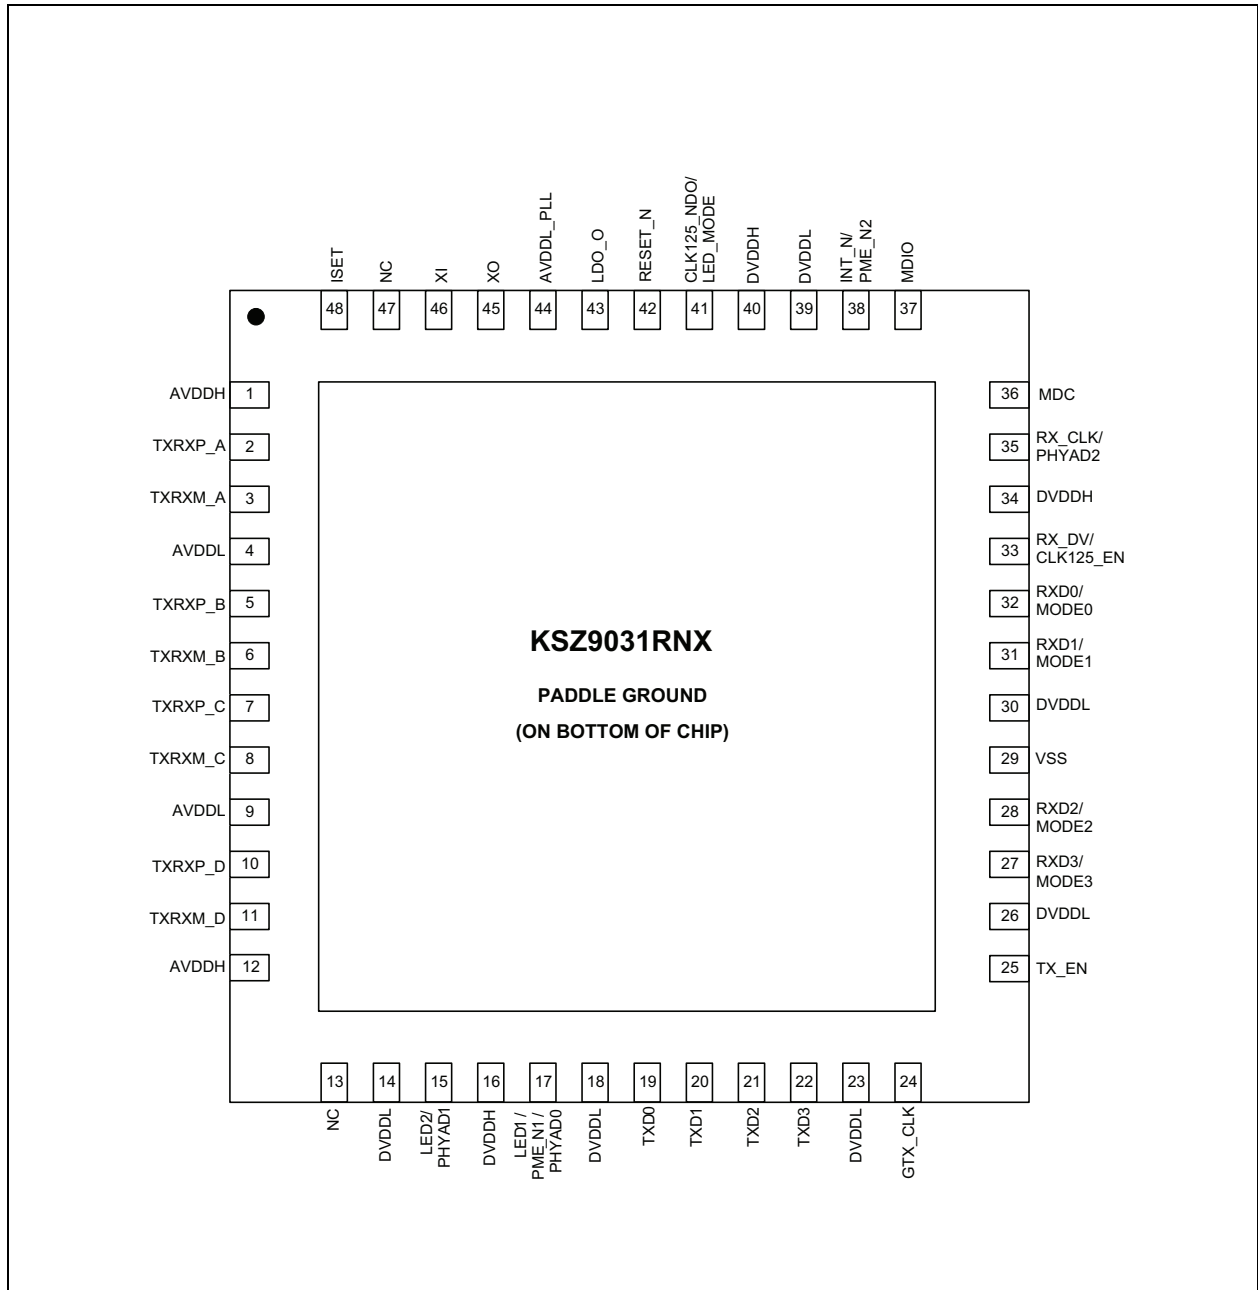 ISET
NC
XI
XO
AVDDL_PLL
LDO_O
RESET_N
CLK125_NDO/
LED_MODE
DVDDH
DVDDL
INT_N/
PME_N2
MDIO
48
47
46
45
44
43
42
41
40
39
38
37
AVDDH 1
TXRXP_A 2
TXRXM_A 3
AVDDL 4
TXRXP_B 5
TXRXM_B 6
TXRXP_C 7
TXRXM_C 8
AVDDL 9
TXRXP_D 10
TXRXM_D 11
AVDDH 12
KSZ9031RNX
PADDLE GROUND
(ON BOTTOM OF CHIP)
36 MDC
35 RX_CLK/
PHYAD2
34 DVDDH
33 RX_DV/
CLK125_EN
32 RXD0/
MODE0
31 RXD1/
MODE1
30 DVDDL
29 VSS
28 RXD2/
MODE2
27 RXD3/
MODE3
26 DVDDL
25 TX_EN
13
14
15
16
17
18
19
20
21
22
23
24
NC
DVDDL
LED2/
PHYAD1
DVDDH
LED1 /
PME_N1 /
PHYAD0
DVDDL
TXD0
TXD1
TXD2
TXD3
DVDDL
GTX_CLK